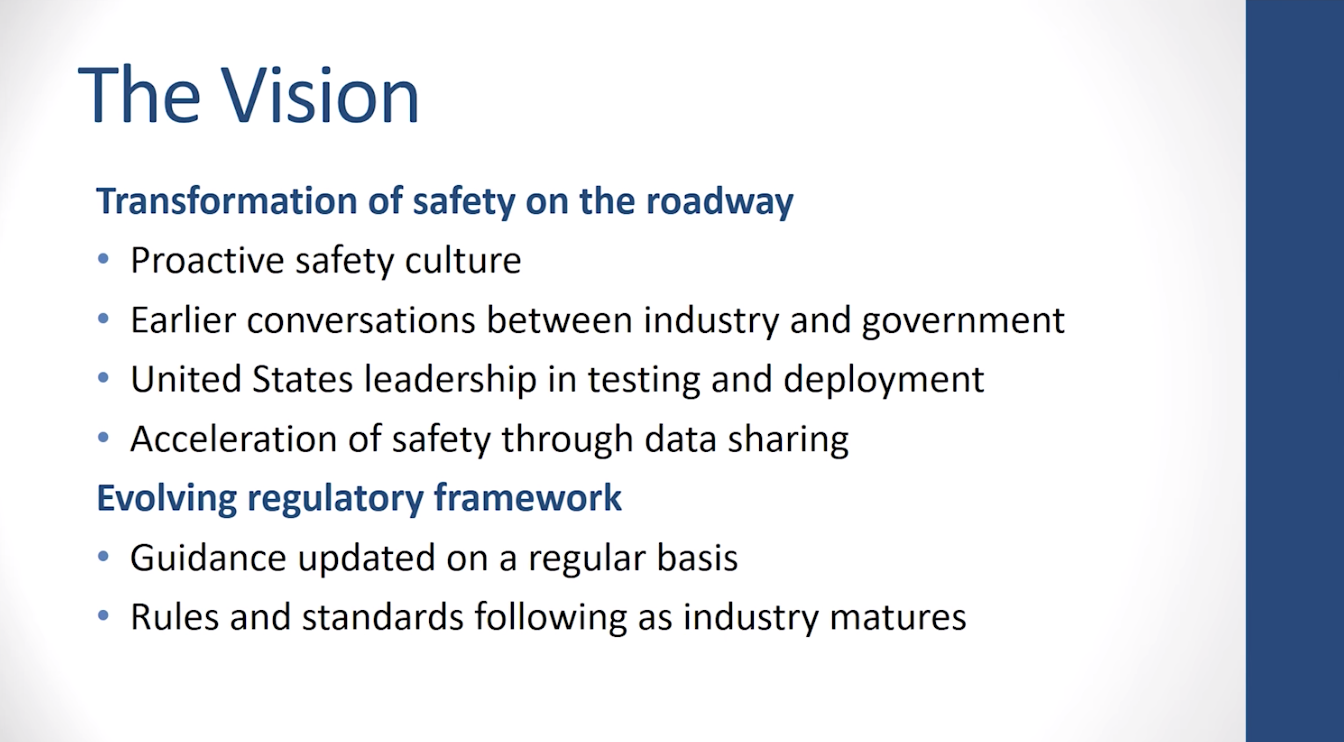 The Vision
Transformation of safety on the roadway
• Proactive safety culture
• Earlier conversations between industry and government
• United States leadership in testing and deployment
• Acceleration of safety through data sharing
Evolving regulatory framework
• Guidance updated on a regular basis
• Rules and standards following as industry matures